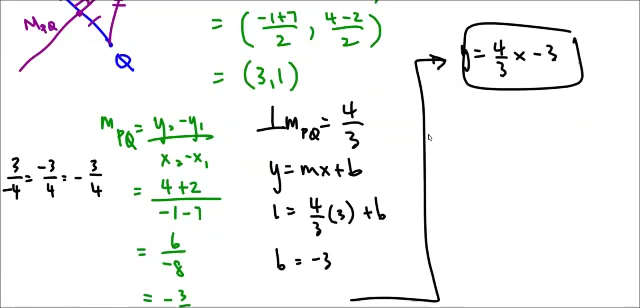 M_PQ
Q
= ( (-1+7)/2 , (4-2)/2 )
= (3,1)
m_PQ = (y₂-y₁)/(x₂-x₁)
= (4+2)/(-1-7)
= 6/-8
= -3
3/-4 = -3/4 = -3/4
⊥m_PQ = 4/3
y = mx+b
1 = 4/3 (3) + b
b = -3
y = 4/3 x - 3